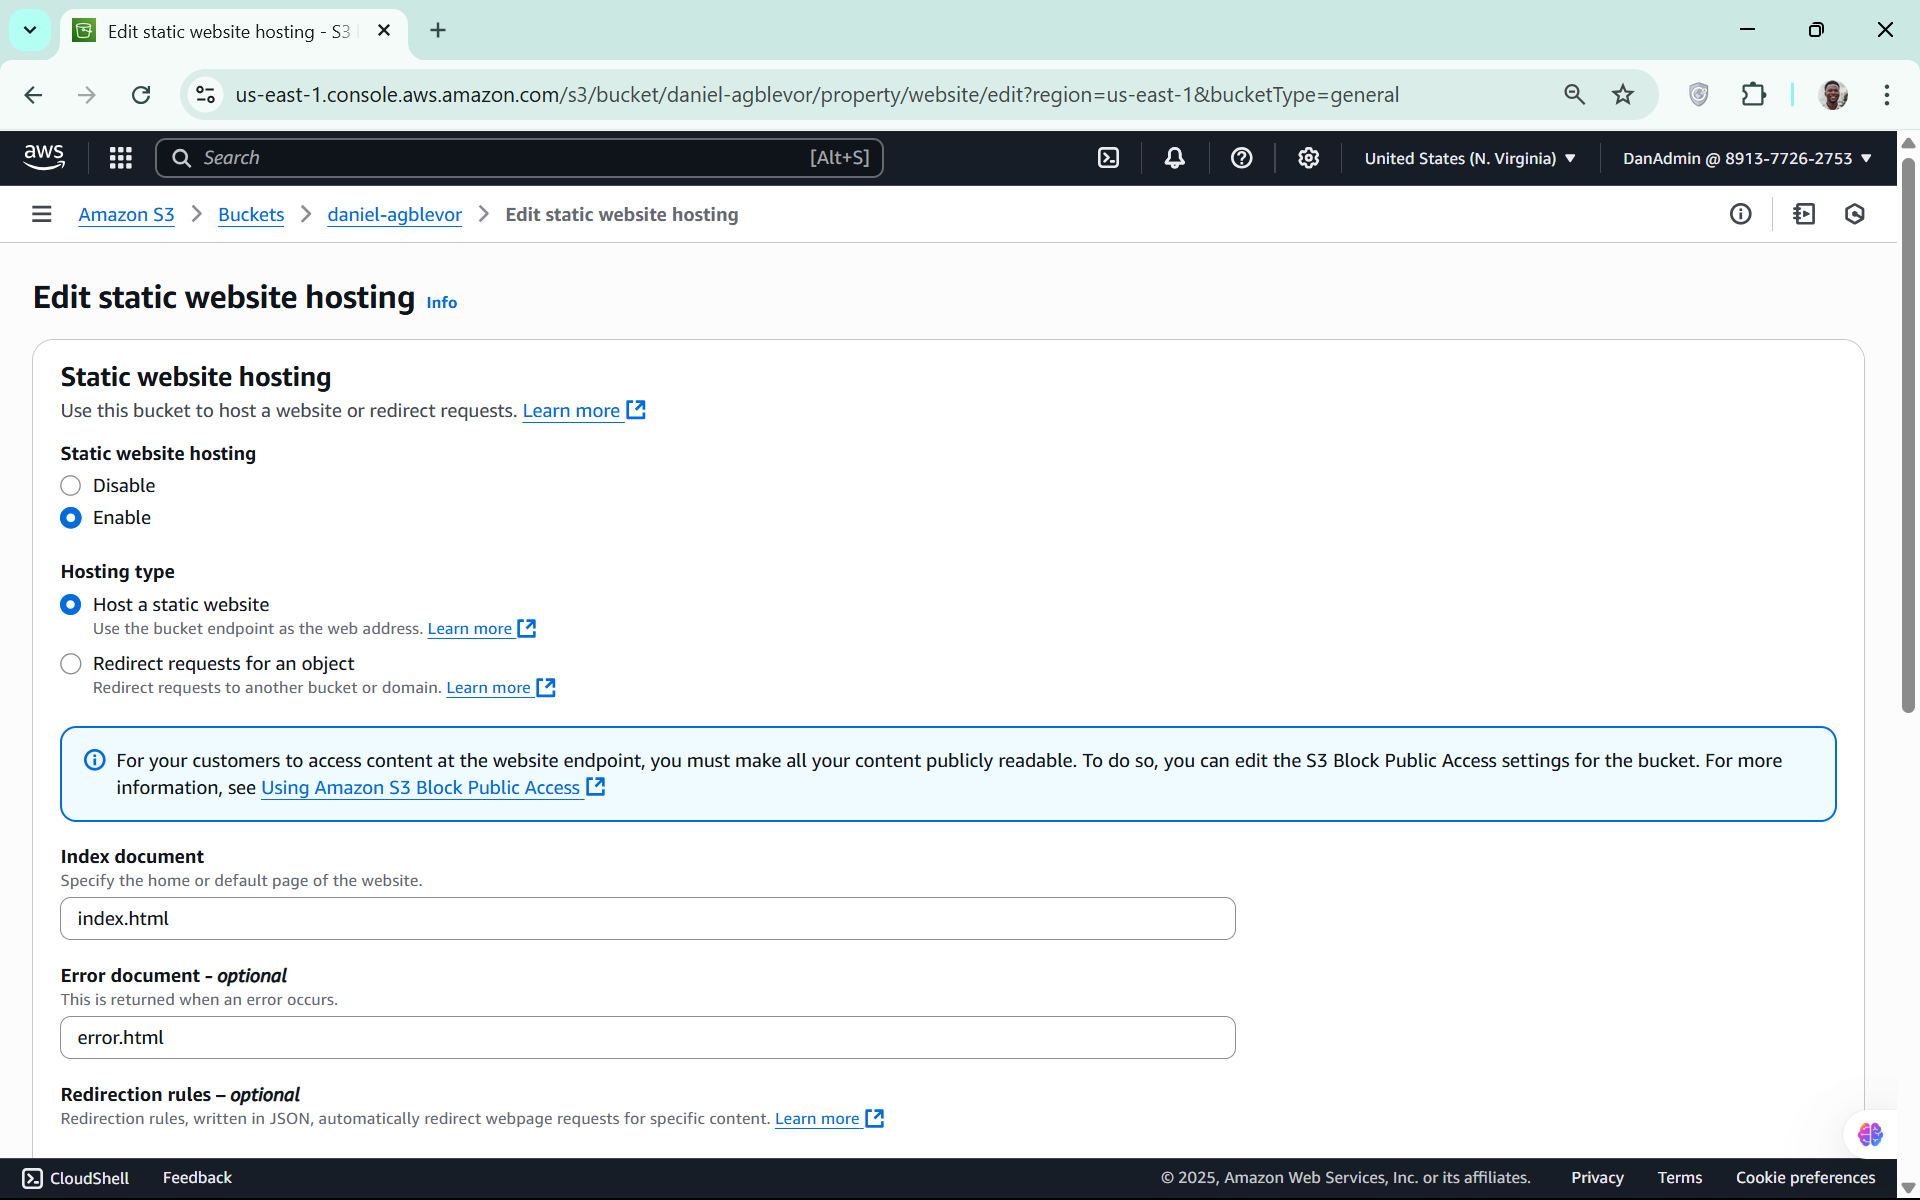 Edit static website hosting - S3
us-east-1.console.aws.amazon.com/s3/bucket/daniel-agblevor/property/website/edit?region=us-east-1&bucketType=general
aws
Search
[Alt+S]
United States (N. Virginia)
DanAdmin @ 8913-7726-2753
Amazon S3
Buckets
daniel-agblevor
Edit static website hosting
Edit static website hosting Info
Static website hosting
Use this bucket to host a website or redirect requests. Learn more
Static website hosting
Disable
Enable
Hosting type
Host a static website
Use the bucket endpoint as the web address. Learn more
Redirect requests for an object
Redirect requests to another bucket or domain. Learn more
For your customers to access content at the website endpoint, you must make all your content publicly readable. To do so, you can edit the S3 Block Public Access settings for the bucket. For more
information, see Using Amazon S3 Block Public Access
Index document
Specify the home or default page of the website.
index.html
Error document - optional
This is returned when an error occurs.
error.html
Redirection rules – optional
Redirection rules, written in JSON, automatically redirect webpage requests for specific content. Learn more
CloudShell
Feedback
© 2025, Amazon Web Services, Inc. or its affiliates.
Privacy
Terms
Cookie preferences